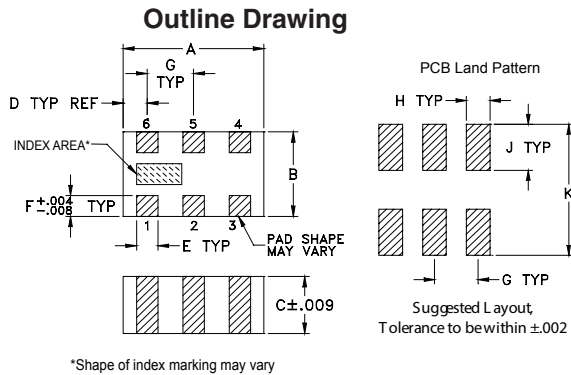 Outline Drawing
A
G
TYP
D TYP REF
6 5 4
INDEX AREA*
B
F +.004 -.008 TYP
1 2 3
E TYP
PAD SHAPE
MAY VARY
C±.009
*Shape of index marking may vary
PCB Land Pattern
H TYP
J TYP
K
G TYP
Suggested Layout,
Tolerance to be within ±.002